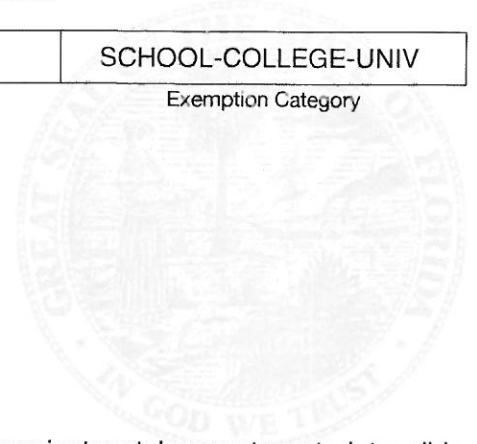 SCHOOL-COLLEGE-UNIV
Exemption Category
GREAT SEAL OF FLORIDA
IN GOD WE TRUST